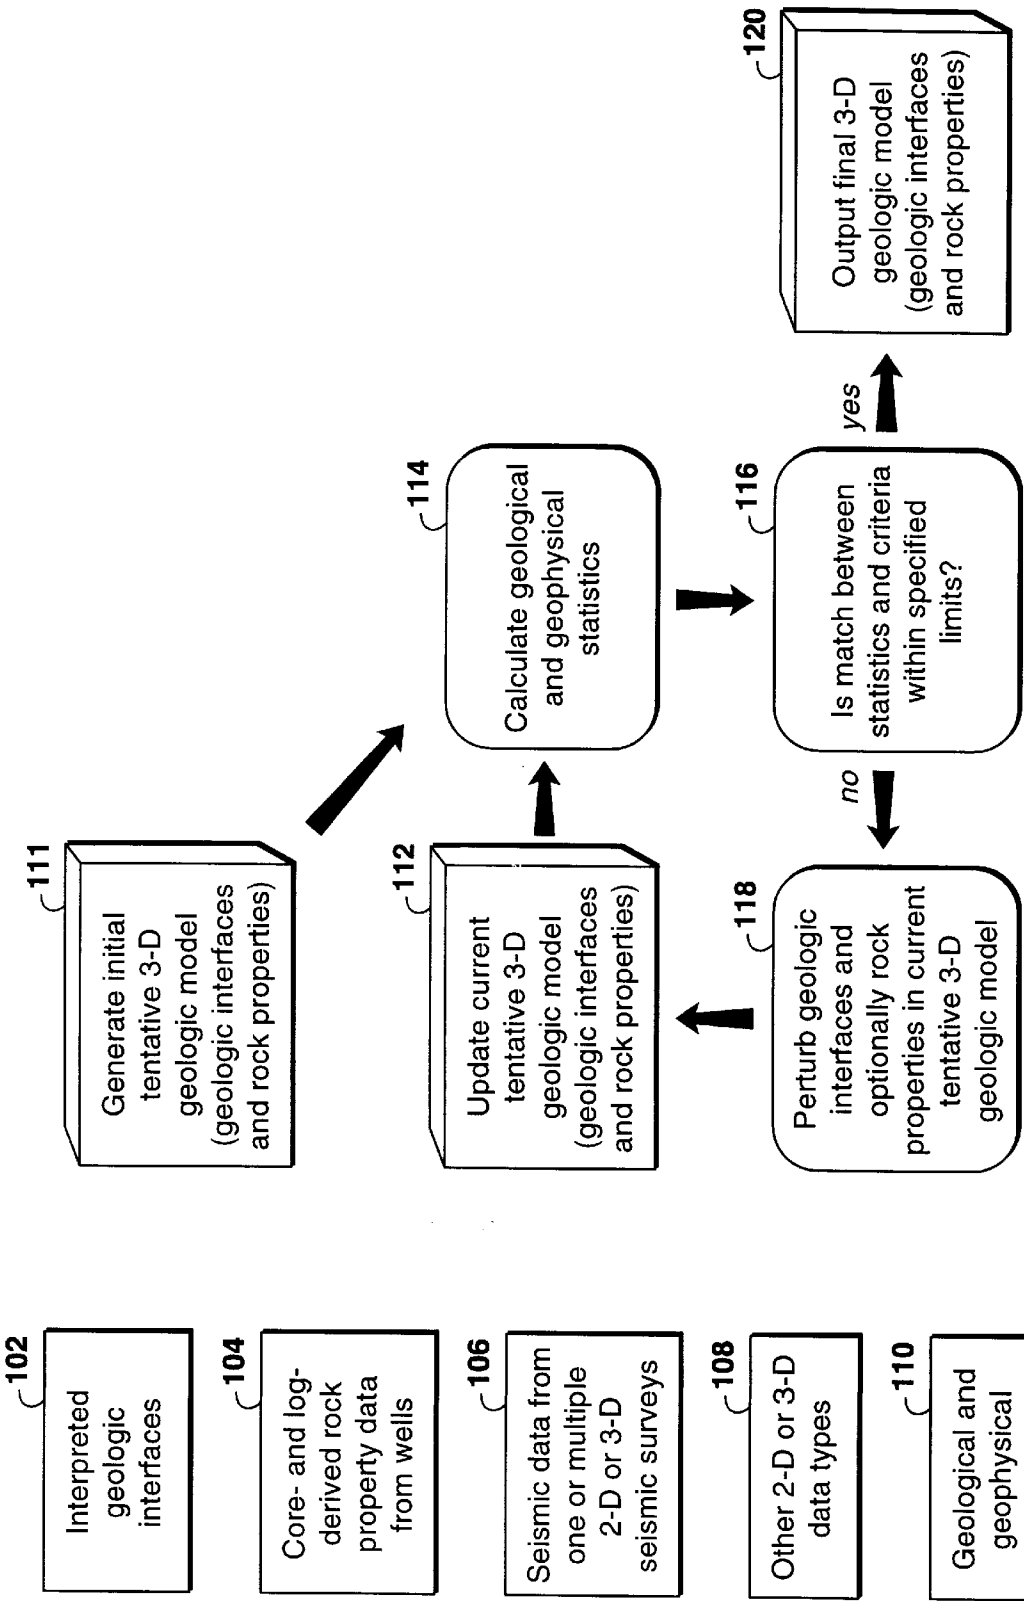 102
Interpreted
geologic
interfaces
104
Core- and log-
derived rock
property data
from wells
106
Seismic data from
one or multiple
2-D or 3-D
seismic surveys
108
Other 2-D or 3-D
data types
110
Geological and
geophysical
111
Generate initial
tentative 3-D
geologic model
(geologic interfaces
and rock properties)
112
Update current
tentative 3-D
geologic model
(geologic interfaces
and rock properties)
118
Perturb geologic
interfaces and
optionally rock
properties in current
tentative 3-D
geologic model
114
Calculate geological
and geophysical
statistics
116
Is match between
statistics and criteria
within specified
limits?
no
yes
120
Output final 3-D
geologic model
(geologic interfaces
and rock properties)